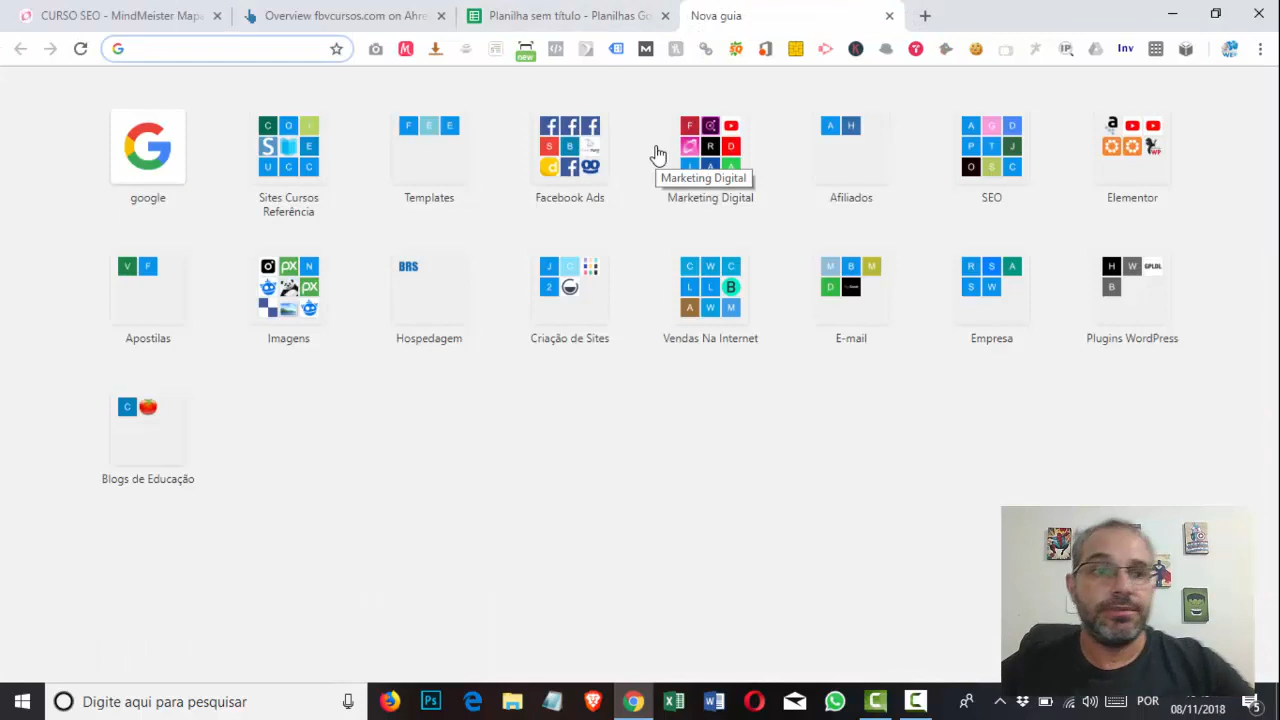 CURSO SEO - MindMeister Mapa
Overview fbvcursos.com on Ahre
Planilha sem título - Planilhas Go
Nova guia
new
Inv
google
Sites Cursos
Referência
Templates
Facebook Ads
Marketing Digital
Marketing Digital
Afiliados
SEO
Elementor
Apostilas
Imagens
BRS
Hospedagem
Criação de Sites
Vendas Na Internet
E-mail
Empresa
Plugins WordPress
Blogs de Educação
Digite aqui para pesquisar
POR
08/11/2018